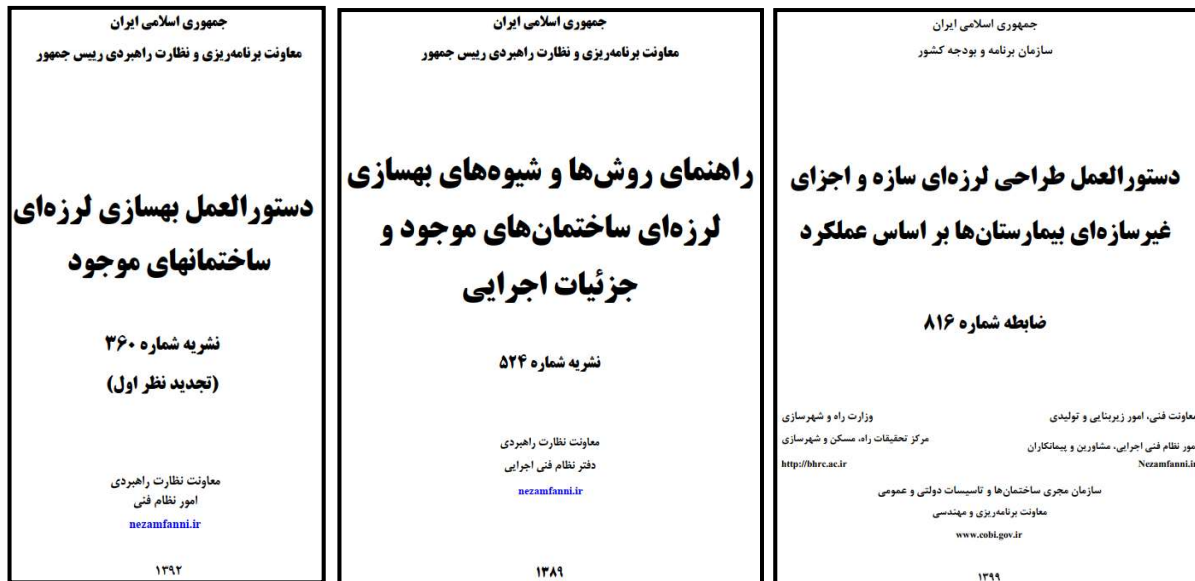 جمهوری اسلامی ایران
معاونت برنامه‌ریزی و نظارت راهبردی رییس جمهور
دستورالعمل بهسازی لرزه‌ای
ساختمانهای موجود
نشریه شماره ۳۶۰
(تجدید نظر اول)
معاونت نظارت راهبردی
امور نظام فنی
nezamfanni.ir
۱۳۹۲
جمهوری اسلامی ایران
معاونت برنامه‌ریزی و نظارت راهبردی رییس جمهور
راهنمای روش‌ها و شیوه‌های بهسازی
لرزه‌ای ساختمان‌های موجود و
جزئیات اجرایی
نشریه شماره ۵۲۴
معاونت نظارت راهبردی
دفتر نظام فنی اجرایی
nezamfanni.ir
۱۳۸۹
جمهوری اسلامی ایران
سازمان برنامه و بودجه کشور
دستورالعمل طراحی لرزه‌ای سازه و اجزای
غیرسازه‌ای بیمارستان‌ها بر اساس عملکرد
ضابطه شماره ۸۱۶
معاونت فنی، امور زیربنایی و تولیدی
امور نظام فنی اجرایی، مشاورین و پیمانکاران
Nezamfanni.ir
وزارت راه و شهرسازی
مرکز تحقیقات راه، مسکن و شهرسازی
http://bhrc.ac.ir
سازمان مجری ساختمان‌ها و تاسیسات دولتی و عمومی
معاونت برنامه‌ریزی و مهندسی
www.cobi.gov.ir
۱۳۹۹